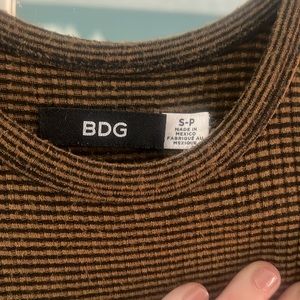 BDG
S-P
MADE IN
MEXICO
FABRIQUÉ AU
MEXIQUE